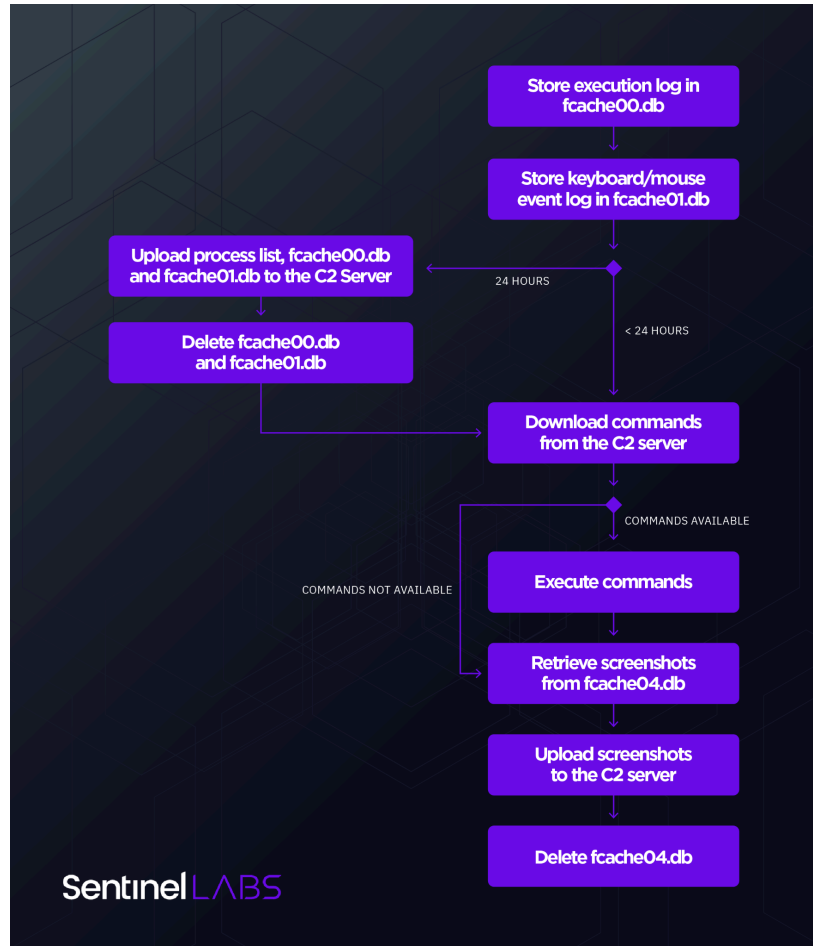 Store execution log in
fcache00.db
Store keyboard/mouse
event log in fcache01.db
Upload process list, fcache00.db
and fcache01.db to the C2 Server
24 HOURS
< 24 HOURS
Delete fcache00.db
and fcache01.db
Download commands
from the C2 server
COMMANDS AVAILABLE
COMMANDS NOT AVAILABLE
Execute commands
Retrieve screenshots
from fcache04.db
Upload screenshots
to the C2 server
Delete fcache04.db
Sentinel LABS